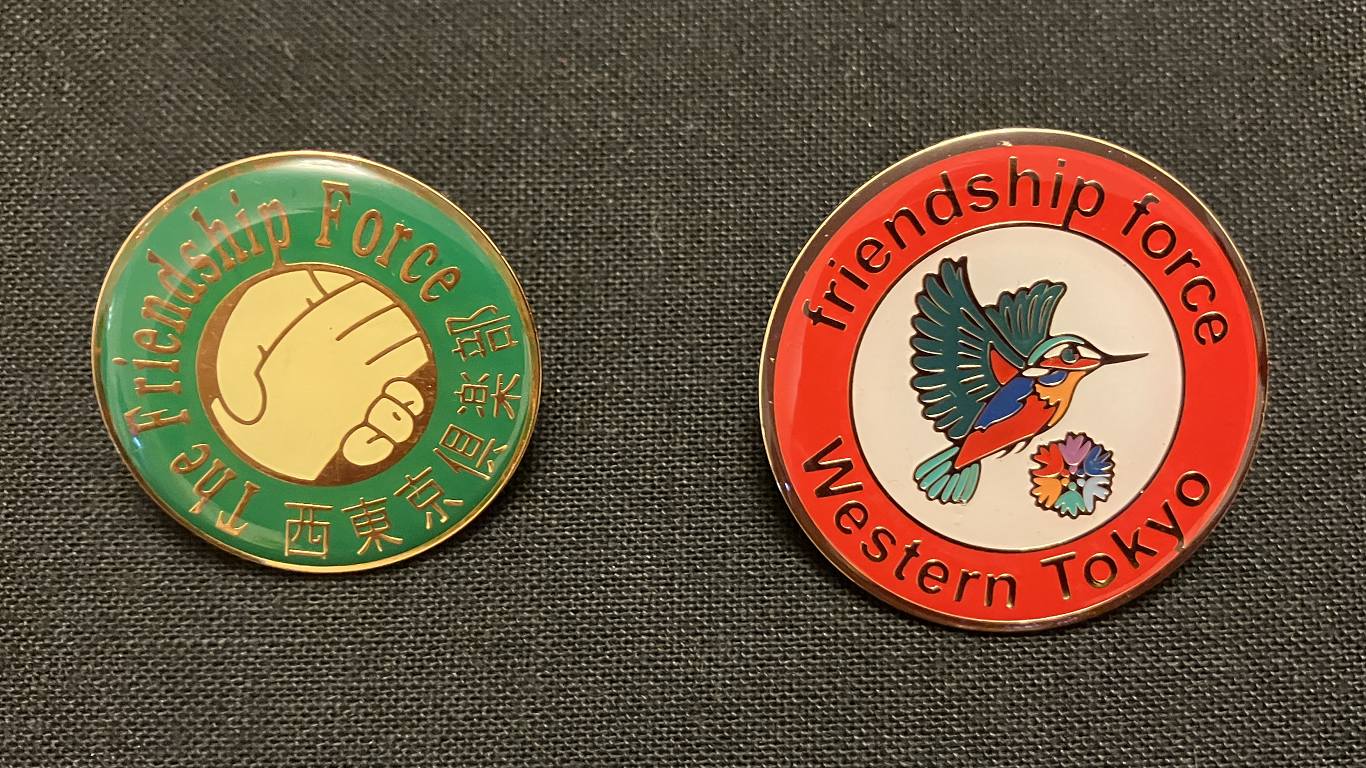 The Friendship Force
西東京倶楽部
friendship force
Western Tokyo